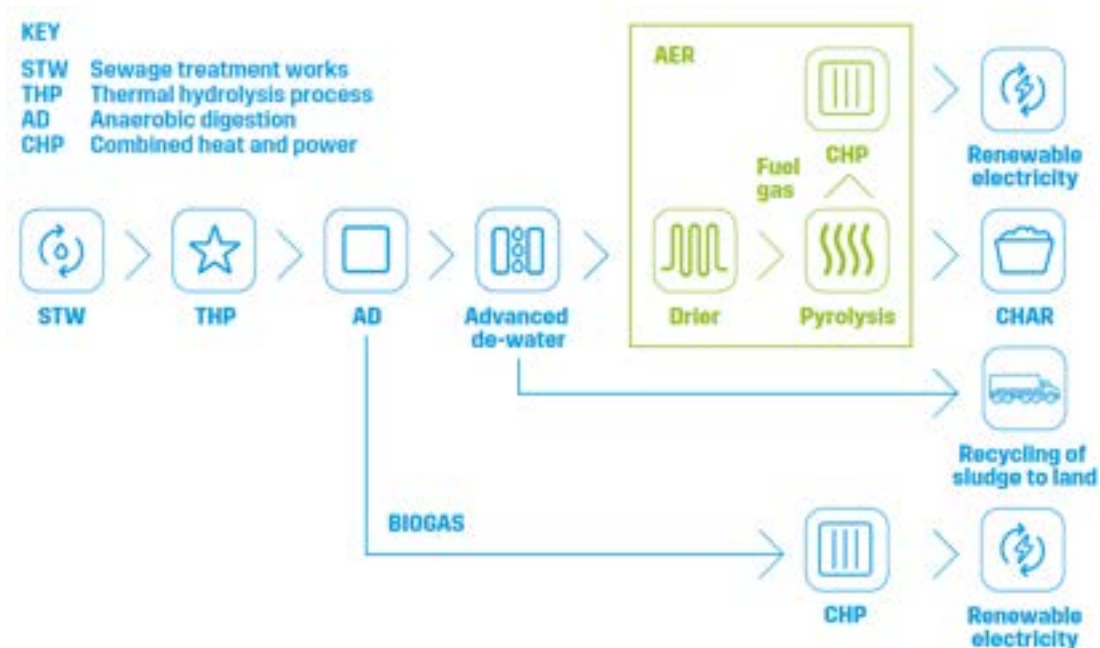 KEY
STW Sewage treatment works
THP Thermal hydrolysis process
AD Anaerobic digestion
CHP Combined heat and power
AER
CHP
Fuel
gas
Renewable
electricity
STW
THP
AD
Advanced
de-water
Drier
Pyrolysis
CHAR
Recycling of
sludge to land
BIOGAS
CHP
Renewable
electricity